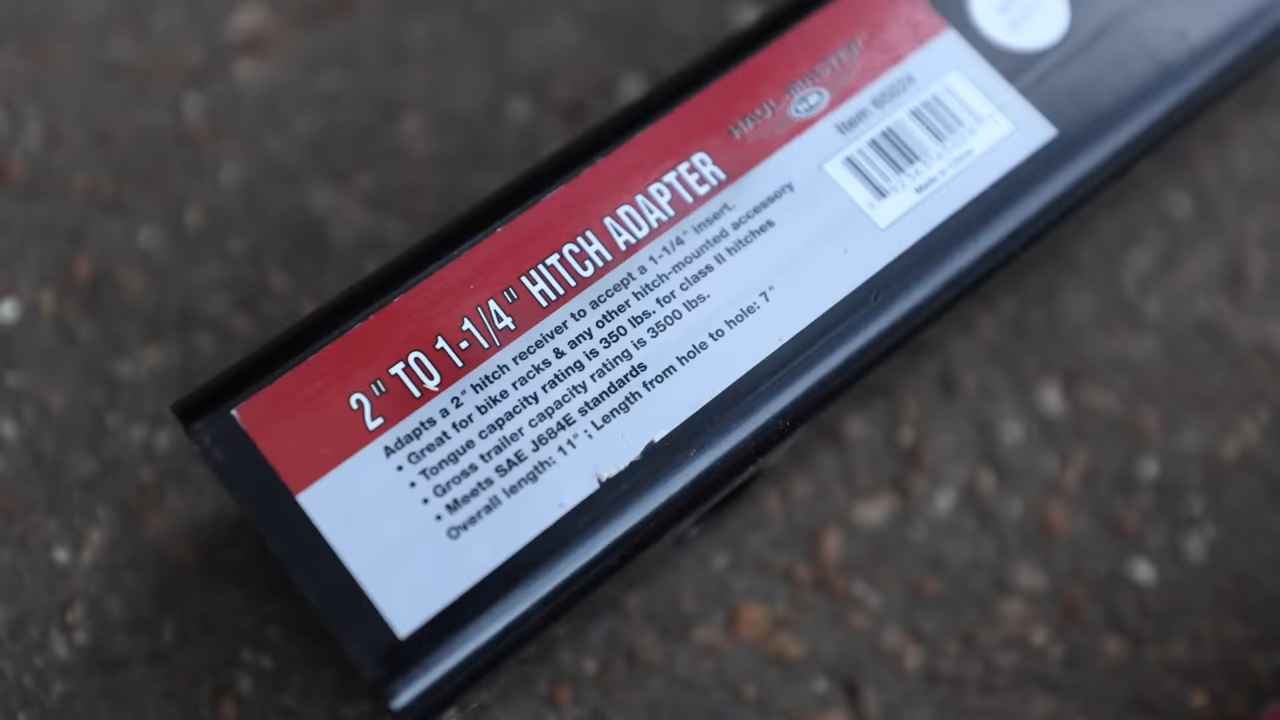 HAUL-MASTER
2" TO 1-1/4" HITCH ADAPTER
Adapts a 2" hitch receiver to accept a 1-1/4" insert.
• Great for bike racks & any other hitch-mounted accessory
• Tongue capacity rating is 350 lbs. for class II hitches
• Gross trailer capacity rating is 3500 lbs.
• Meets SAE J684E standards
Overall length: 11" ; Length from hole to hole: 7"
Item
Made in